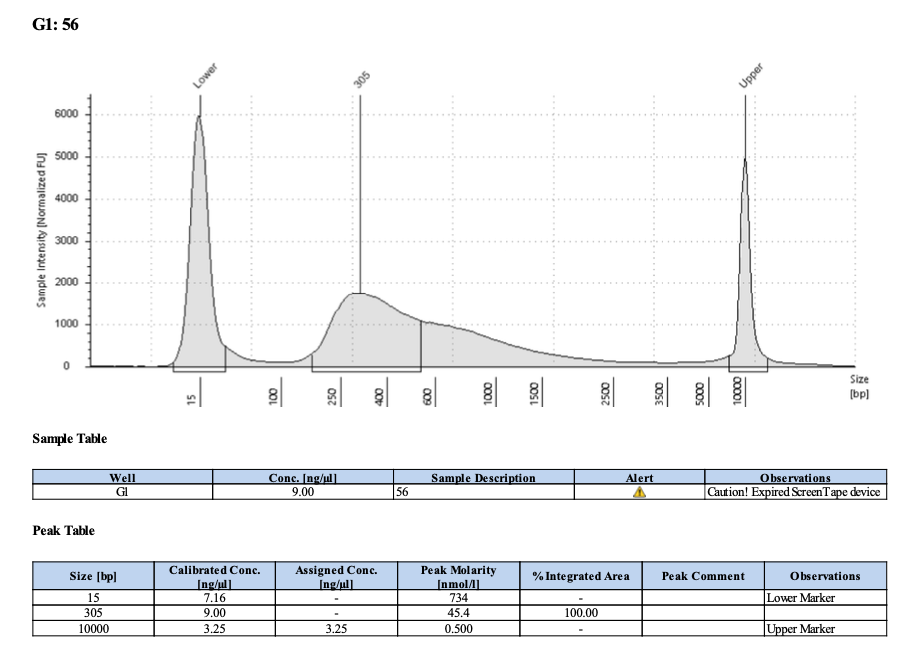 G1: 56
Lower
305
Upper
Sample Intensity [Normalized FU]
6000
5000
4000
3000
2000
1000
0
15
100
250
400
600
1000
1500
2500
3500
5000
10000
Size
[bp]
Sample Table
Well Conc. [ng/µl] Sample Description Alert Observations
G1 9.00 56 Caution! Expired ScreenTape device
Peak Table
Size [bp] Calibrated Conc. [ng/µl] Assigned Conc. [ng/µl] Peak Molarity [nmol/l] % Integrated Area Peak Comment Observations
15 7.16 - 734 - Lower Marker
305 9.00 - 45.4 100.00
10000 3.25 3.25 0.500 - Upper Marker